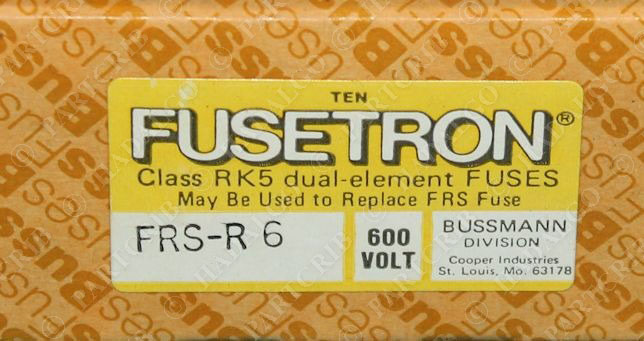 TEN
FUSETRON®
Class RK5 dual-element FUSES
May Be Used to Replace FRS Fuse
FRS-R 6
600
VOLT
BUSSMANN
DIVISION
Cooper Industries
St. Louis, Mo. 63178